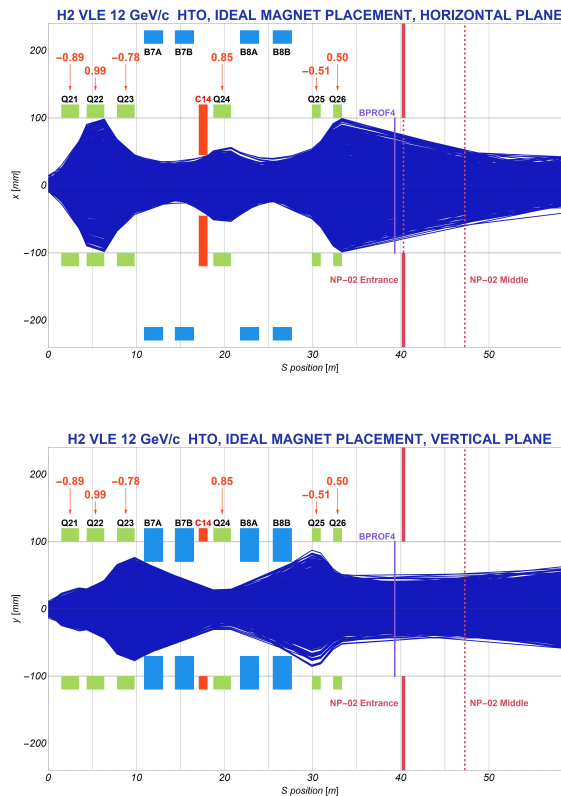 H2 VLE 12 GeV/c  HTO, IDEAL MAGNET PLACEMENT, HORIZONTAL PLANE
B7A B7B B8A B8B
-0.89 0.99 -0.78 0.85 -0.51 0.50
Q21 Q22 Q23 C14 Q24 Q25 Q26
BPROF4
NP-02 Entrance NP-02 Middle
200
100
0
-100
-200
x [mm]
0 10 20 30 40 50
S position [m]
H2 VLE 12 GeV/c  HTO, IDEAL MAGNET PLACEMENT, VERTICAL PLANE
-0.89 0.99 -0.78 0.85 -0.51 0.50
Q21 Q22 Q23 B7A B7B C14 Q24 B8A B8B Q25 Q26
BPROF4
NP-02 Entrance NP-02 Middle
200
100
0
-100
-200
y [mm]
0 10 20 30 40 50
S position [m]